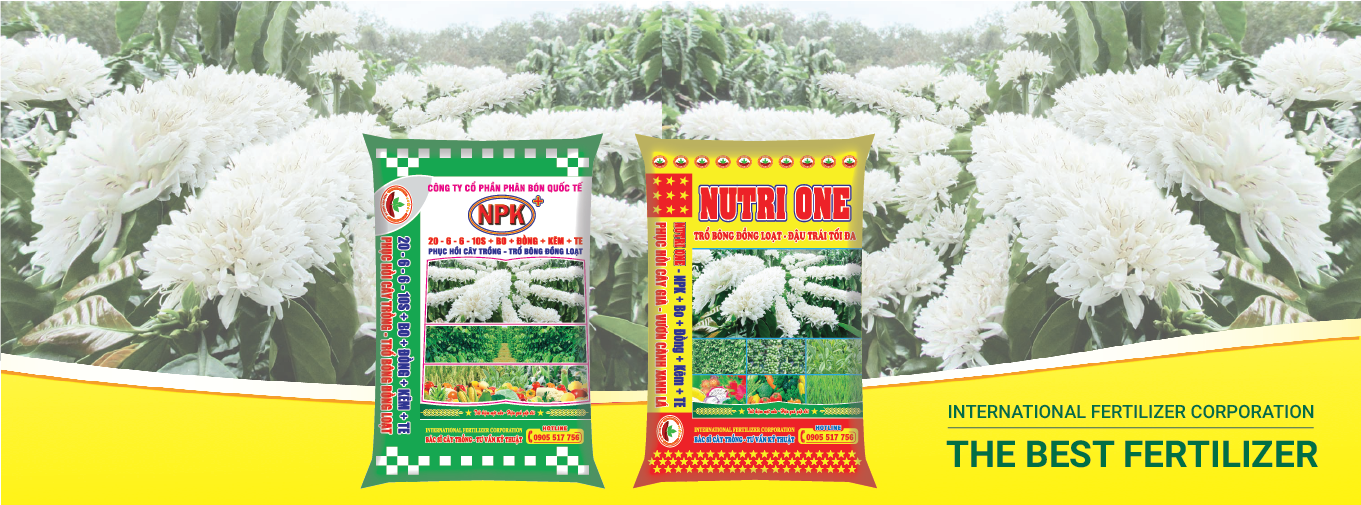 CÔNG TY CỔ PHẦN PHÂN BÓN QUỐC TẾ
NPK+
20 - 6 - 6 - 10S + BO + ĐỒNG + KẼM + TE
PHỤC HỒI CÂY TRỒNG - TRỔ BÔNG ĐỒNG LOẠT
20 - 6 - 6 - 10S + BO + ĐỒNG + KẼM + TE
PHỤC HỒI CÂY TRỒNG - TRỔ BÔNG ĐỒNG LOẠT
INTERNATIONAL FERTILIZER CORPORATION
BÁC SĨ CÂY TRỒNG - TƯ VẤN KỸ THUẬT
HOTLINE
0905 517 756
NUTRI ONE
TRỔ BÔNG ĐỒNG LOẠT - ĐẬU TRÁI TỐI ĐA
NUTRI ONE - NPK + Bo + Đồng + Kẽm + TE
PHỤC HỒI CÂY GIÀ - VƯƠN CÀNH XANH LÁ
INTERNATIONAL FERTILIZER CORPORATION
BÁC SĨ CÂY TRỒNG - TƯ VẤN KỸ THUẬT
HOTLINE
0905 517 756
INTERNATIONAL FERTILIZER CORPORATION
THE BEST FERTILIZER